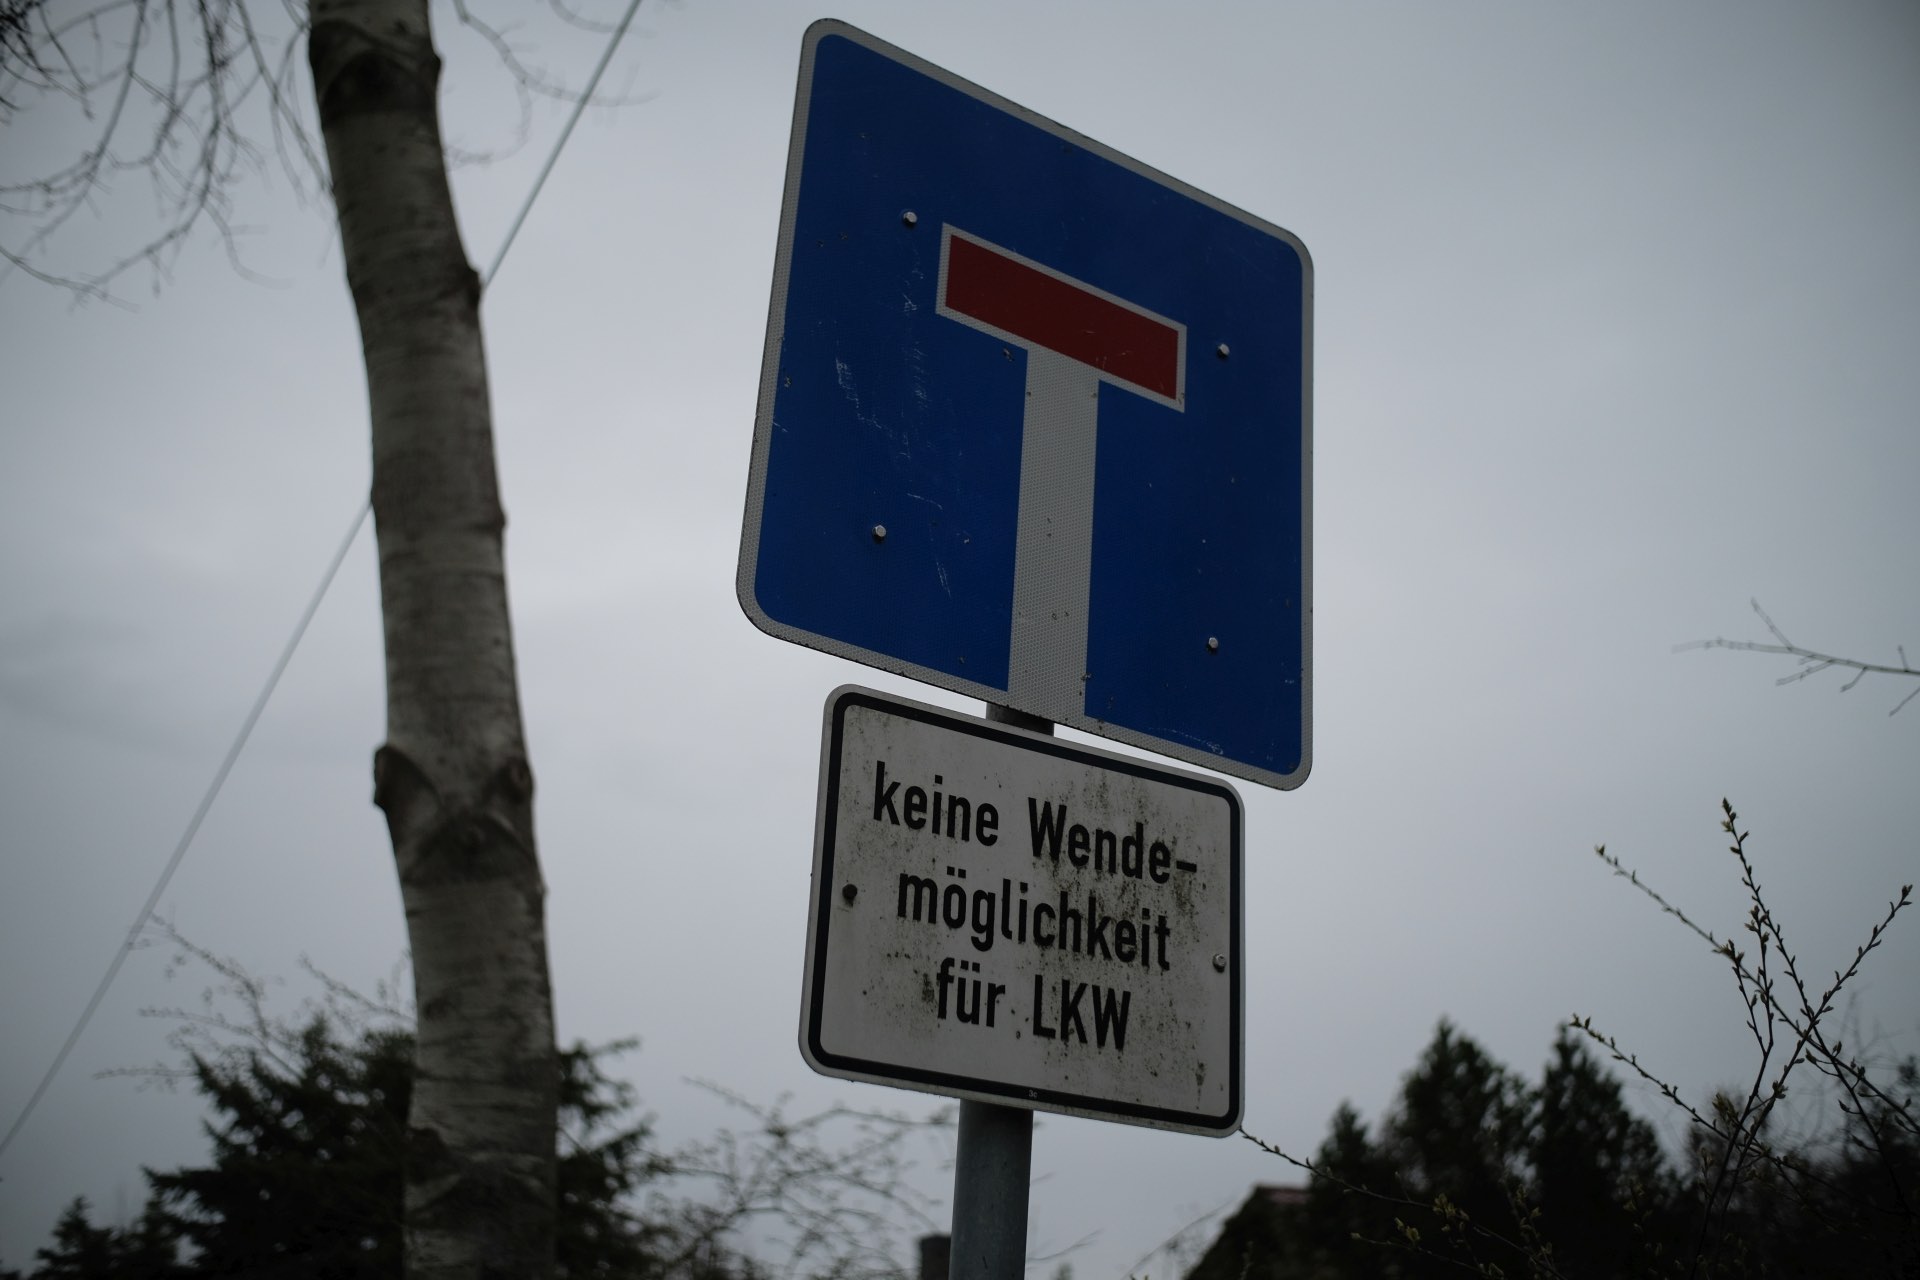 keine Wende-
möglichkeit
für LKW